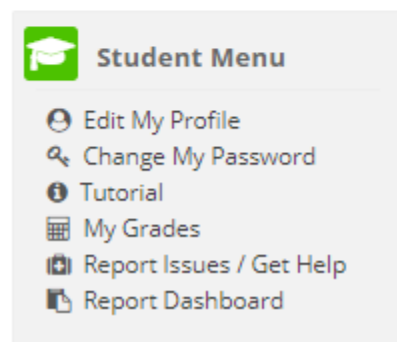 Student Menu
Edit My Profile
Change My Password
Tutorial
My Grades
Report Issues / Get Help
Report Dashboard